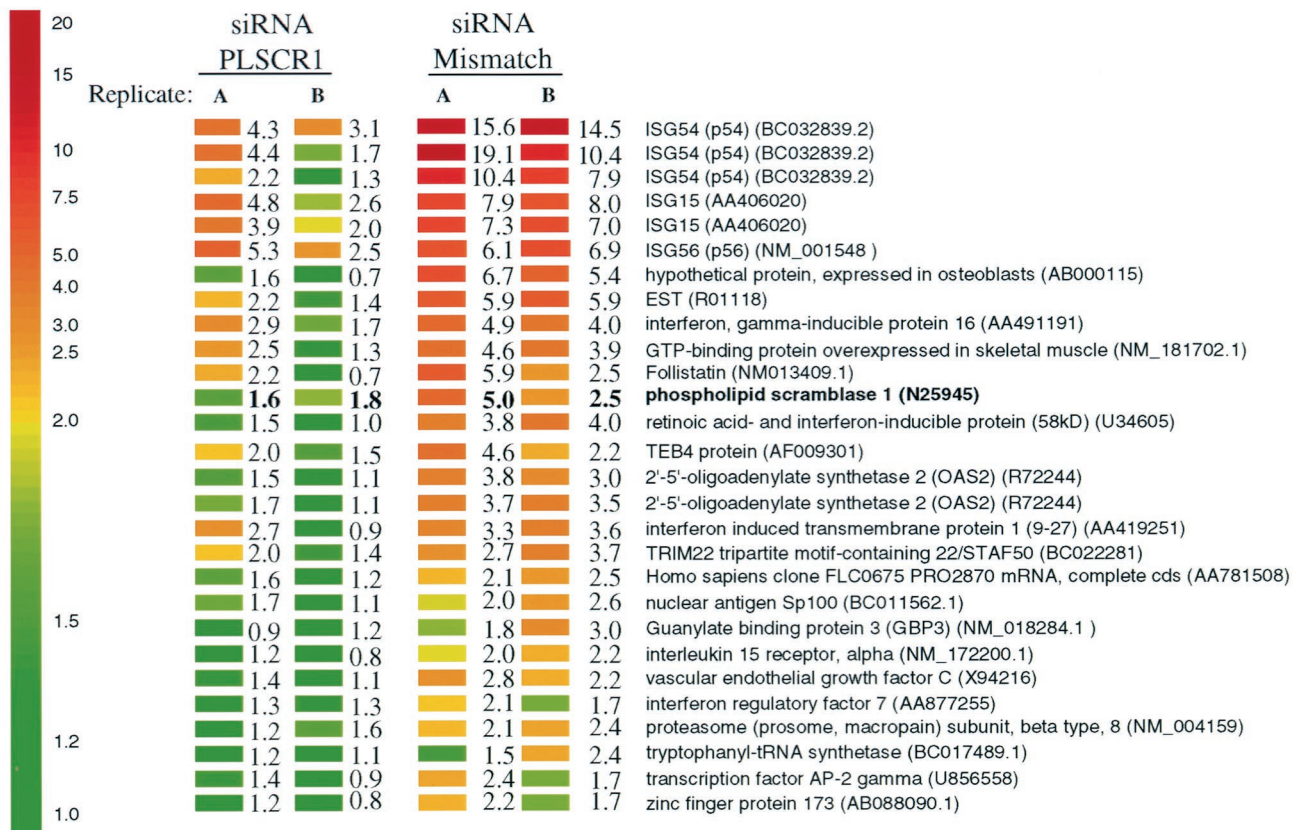 siRNA siRNA
PLSCR1 Mismatch
Replicate: A B A B
4.3 3.1 15.6 14.5 ISG54 (p54) (BC032839.2)
4.4 1.7 19.1 10.4 ISG54 (p54) (BC032839.2)
2.2 1.3 10.4 7.9 ISG54 (p54) (BC032839.2)
4.8 2.6 7.9 8.0 ISG15 (AA406020)
3.9 2.0 7.3 7.0 ISG15 (AA406020)
5.3 2.5 6.1 6.9 ISG56 (p56) (NM_001548 )
1.6 0.7 6.7 5.4 hypothetical protein, expressed in osteoblasts (AB000115)
2.2 1.4 5.9 5.9 EST (R01118)
2.9 1.7 4.9 4.0 interferon, gamma-inducible protein 16 (AA491191)
2.5 1.3 4.6 3.9 GTP-binding protein overexpressed in skeletal muscle (NM_181702.1)
2.2 0.7 5.9 2.5 Follistatin (NM013409.1)
1.6 1.8 5.0 2.5 phospholipid scramblase 1 (N25945)
1.5 1.0 3.8 4.0 retinoic acid- and interferon-inducible protein (58kD) (U34605)
2.0 1.5 4.6 2.2 TEB4 protein (AF009301)
1.5 1.1 3.8 3.0 2'-5'-oligoadenylate synthetase 2 (OAS2) (R72244)
1.7 1.1 3.7 3.5 2'-5'-oligoadenylate synthetase 2 (OAS2) (R72244)
2.7 0.9 3.3 3.6 interferon induced transmembrane protein 1 (9-27) (AA419251)
2.0 1.4 2.7 3.7 TRIM22 tripartite motif-containing 22/STAF50 (BC022281)
1.6 1.2 2.1 2.5 Homo sapiens clone FLC0675 PRO2870 mRNA, complete cds (AA781508)
1.7 1.1 2.0 2.6 nuclear antigen Sp100 (BC011562.1)
0.9 1.2 1.8 3.0 Guanylate binding protein 3 (GBP3) (NM_018284.1 )
1.2 0.8 2.0 2.2 interleukin 15 receptor, alpha (NM_172200.1)
1.4 1.1 2.8 2.2 vascular endothelial growth factor C (X94216)
1.3 1.3 2.1 1.7 interferon regulatory factor 7 (AA877255)
1.2 1.6 2.1 2.4 proteasome (prosome, macropain) subunit, beta type, 8 (NM_004159)
1.2 1.1 1.5 2.4 tryptophanyl-tRNA synthetase (BC017489.1)
1.4 0.9 2.4 1.7 transcription factor AP-2 gamma (U856558)
1.2 0.8 2.2 1.7 zinc finger protein 173 (AB088090.1)
20
15
10
7.5
5.0
4.0
3.0
2.5
2.0
1.5
1.2
1.0